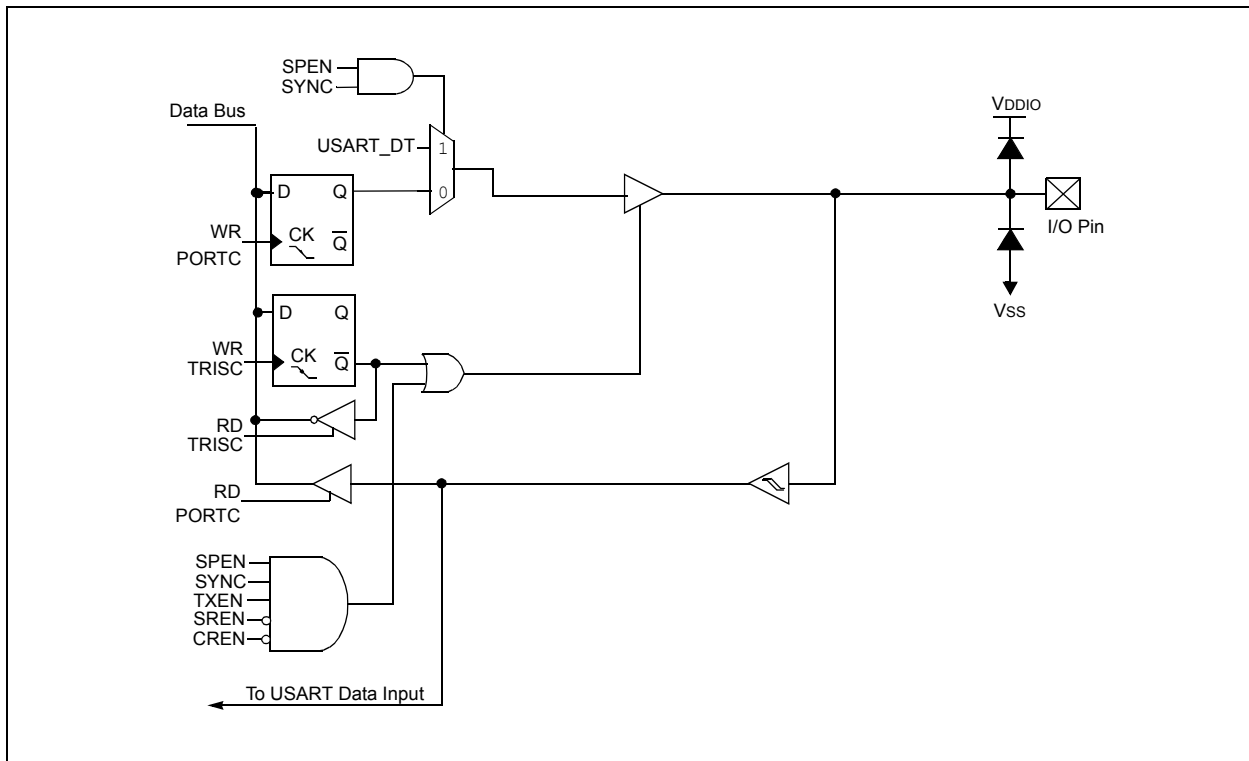 SPEN
SYNC
Data Bus
VDDIO
USART_DT
1
0
D
Q
CK
Q
WR
PORTC
I/O Pin
VSS
D
Q
CK
Q
WR
TRISC
RD
TRISC
RD
PORTC
SPEN
SYNC
TXEN
SREN
CREN
To USART Data Input